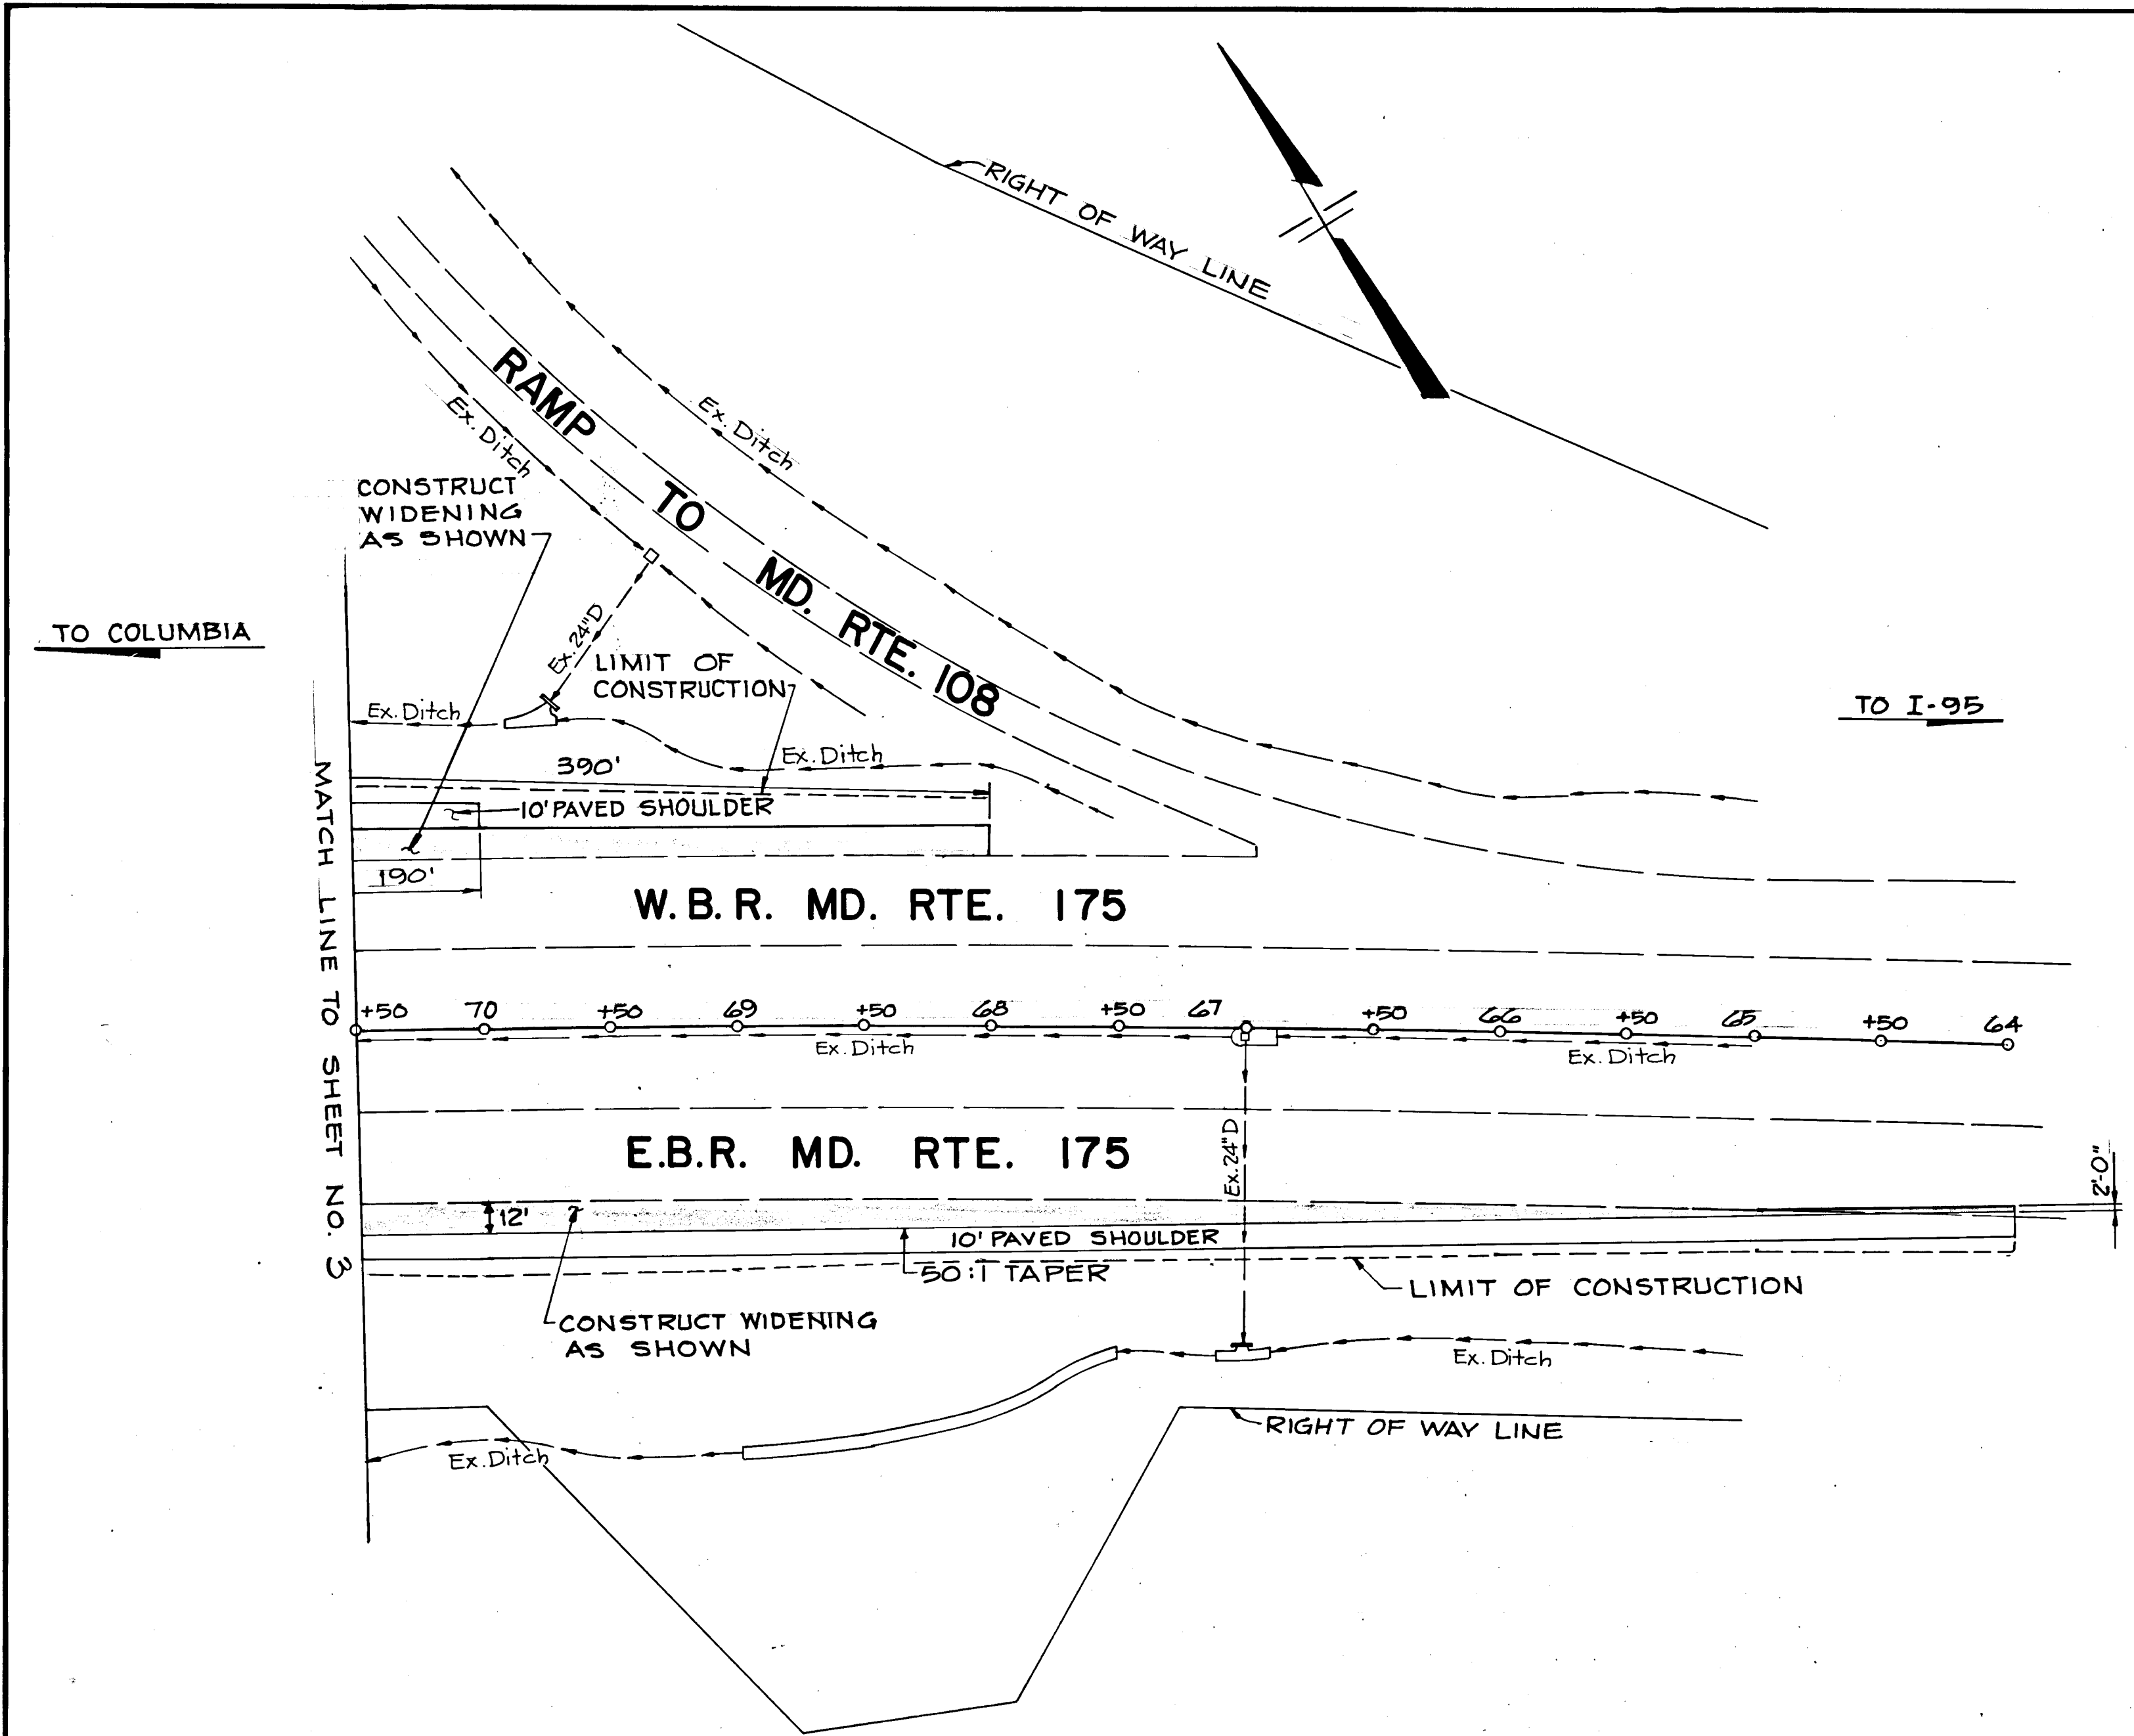 RIGHT OF WAY LINE
RAMP TO MD. RTE. 108
Ex. Ditch
Ex. Ditch
CONSTRUCT
WIDENING
AS SHOWN
TO COLUMBIA
Ex. 24"D
LIMIT OF
CONSTRUCTION
TO I-95
Ex. Ditch
Ex. Ditch
390'
10' PAVED SHOULDER
190'
MATCH LINE TO SHEET NO. 3
W.B.R. MD. RTE. 175
+50 70 +50 69 +50 68 +50 67 +50 66 +50 65 +50 64
Ex. Ditch
Ex. Ditch
E.B.R. MD. RTE. 175
Ex. 24"D
2'-0"
12'
10' PAVED SHOULDER
50:1 TAPER
LIMIT OF CONSTRUCTION
CONSTRUCT WIDENING
AS SHOWN
Ex. Ditch
RIGHT OF WAY LINE
Ex. Ditch